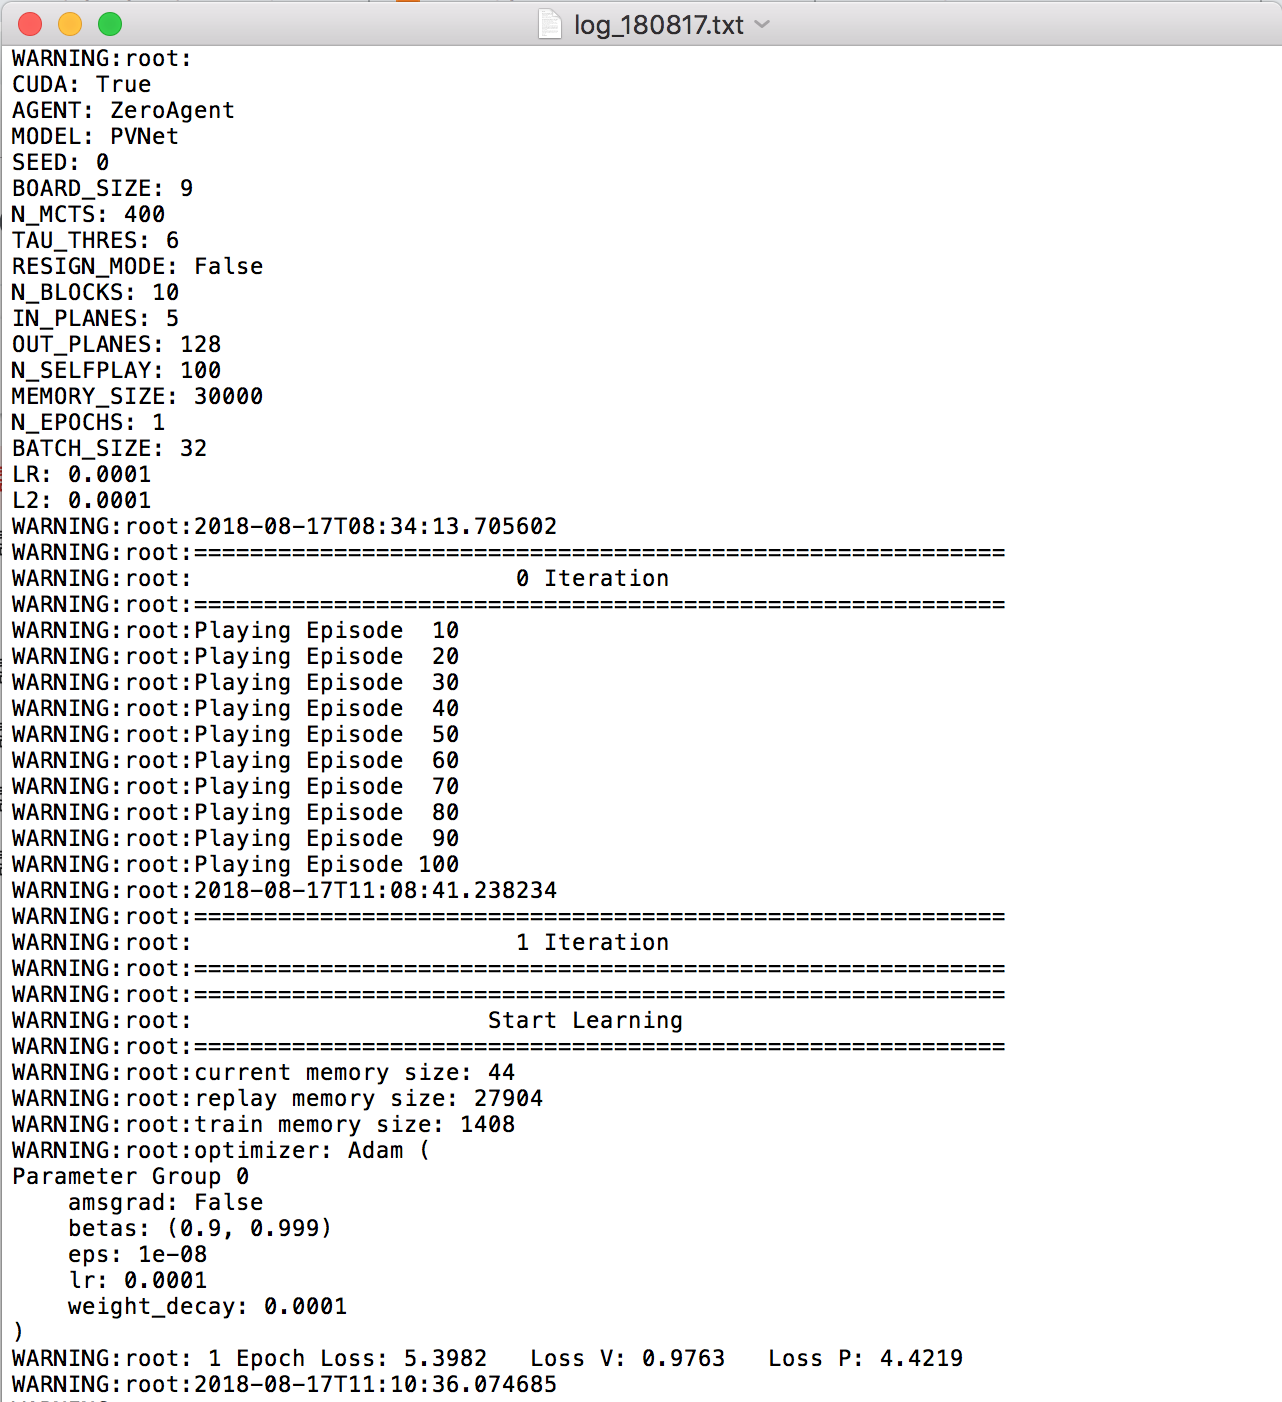 log_180817.txt
WARNING:root:
CUDA: True
AGENT: ZeroAgent
MODEL: PVNet
SEED: 0
BOARD_SIZE: 9
N_MCTS: 400
TAU_THRES: 6
RESIGN_MODE: False
N_BLOCKS: 10
IN_PLANES: 5
OUT_PLANES: 128
N_SELFPLAY: 100
MEMORY_SIZE: 30000
N_EPOCHS: 1
BATCH_SIZE: 32
LR: 0.0001
L2: 0.0001
WARNING:root:2018-08-17T08:34:13.705602
WARNING:root:==========================================================
WARNING:root:                       0 Iteration
WARNING:root:==========================================================
WARNING:root:Playing Episode  10
WARNING:root:Playing Episode  20
WARNING:root:Playing Episode  30
WARNING:root:Playing Episode  40
WARNING:root:Playing Episode  50
WARNING:root:Playing Episode  60
WARNING:root:Playing Episode  70
WARNING:root:Playing Episode  80
WARNING:root:Playing Episode  90
WARNING:root:Playing Episode 100
WARNING:root:2018-08-17T11:08:41.238234
WARNING:root:==========================================================
WARNING:root:                       1 Iteration
WARNING:root:==========================================================
WARNING:root:==========================================================
WARNING:root:                     Start Learning
WARNING:root:==========================================================
WARNING:root:current memory size: 44
WARNING:root:replay memory size: 27904
WARNING:root:train memory size: 1408
WARNING:root:optimizer: Adam (
Parameter Group 0
    amsgrad: False
    betas: (0.9, 0.999)
    eps: 1e-08
    lr: 0.0001
    weight_decay: 0.0001
)
WARNING:root: 1 Epoch Loss: 5.3982   Loss V: 0.9763   Loss P: 4.4219
WARNING:root:2018-08-17T11:10:36.074685